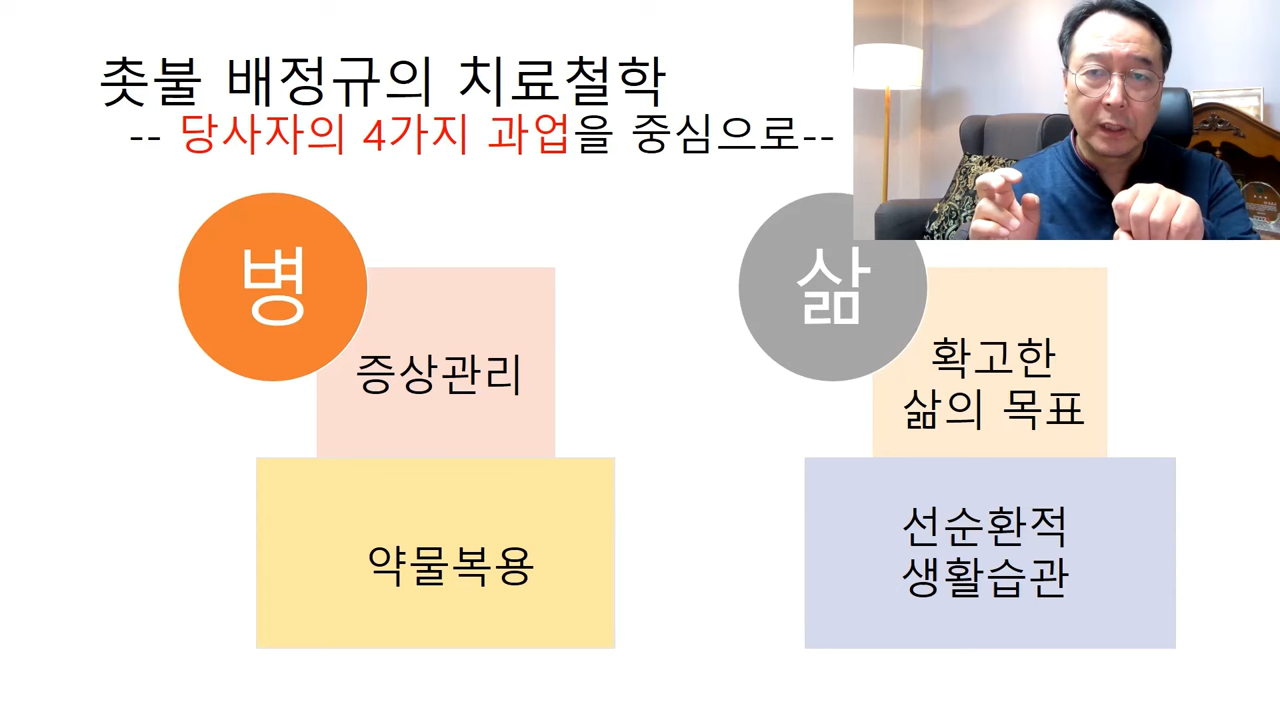 촛불 배정규의 치료철학
-- 당사자의 4가지 과업을 중심으로--
병
증상관리
약물복용
삶
확고한
삶의 목표
선순환적
생활습관